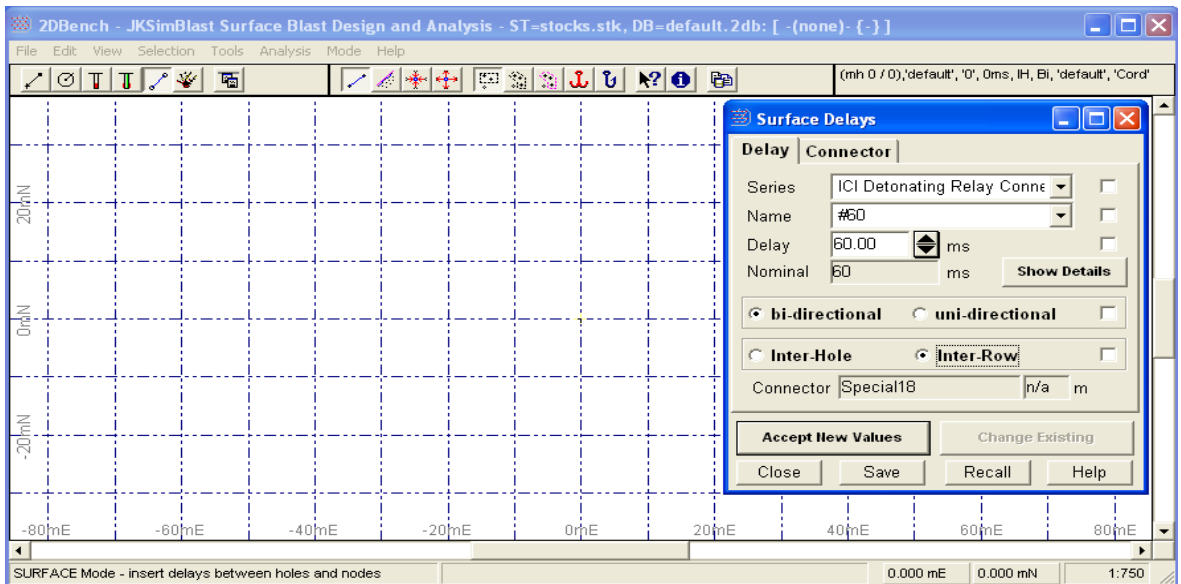 2DBench - JKSimBlast Surface Blast Design and Analysis - ST=stocks.stk, DB=default.2db: [ -(none)- {-} ]
File Edit View Selection Tools Analysis Mode Help
(mh 0 / 0),'default', '0', 0ms, IH, Bi, 'default', 'Cord'
Surface Delays
Delay Connector
Series ICI Detonating Relay Conne
Name #60
Delay 60.00 ms
Nominal 60 ms Show Details
bi-directional uni-directional
Inter-Hole Inter-Row
Connector Special18 n/a m
Accept New Values Change Existing
Close Save Recall Help
20mN
0mN
-20mN
-80mE -60mE -40mE -20mE 0mE 20mE 40mE 60mE 80mE
SURFACE Mode - insert delays between holes and nodes 0.000 mE 0.000 mN 1:750